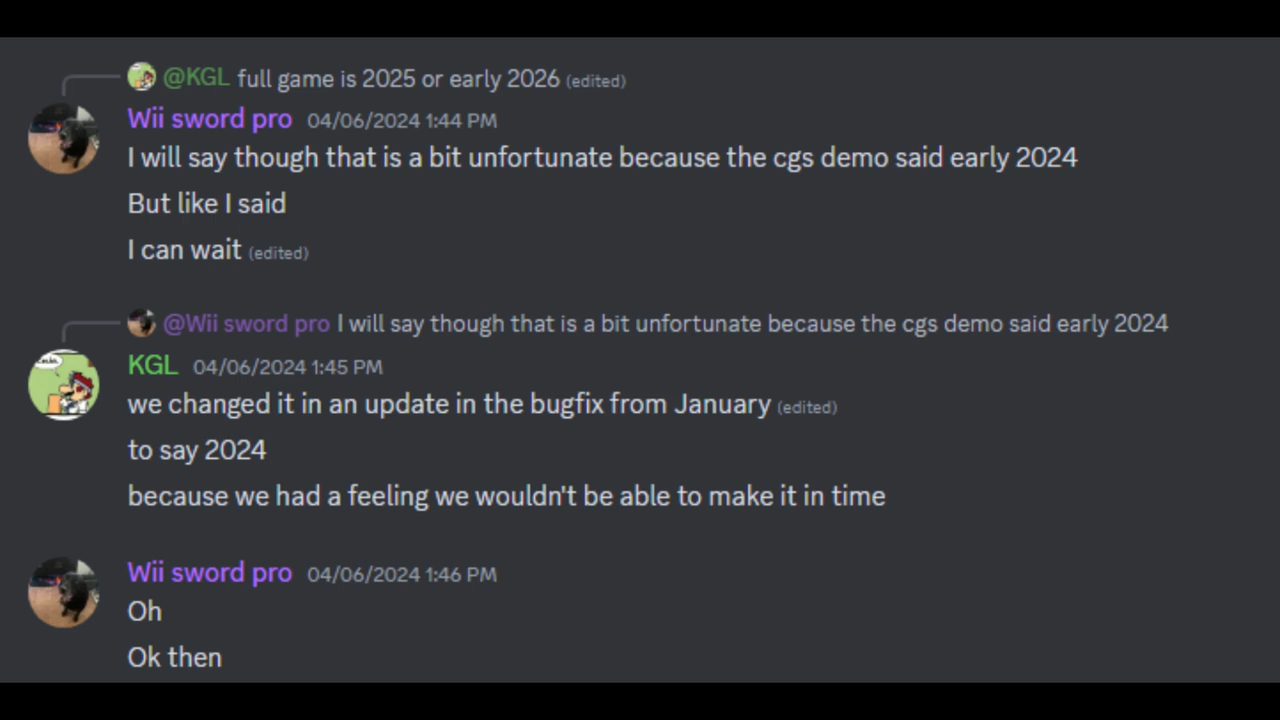 @KGL full game is 2025 or early 2026 (edited)
Wii sword pro 04/06/2024 1:44 PM
I will say though that is a bit unfortunate because the cgs demo said early 2024
But like I said
I can wait (edited)
@Wii sword pro I will say though that is a bit unfortunate because the cgs demo said early 2024
KGL 04/06/2024 1:45 PM
we changed it in an update in the bugfix from January (edited)
to say 2024
because we had a feeling we wouldn't be able to make it in time
Wii sword pro 04/06/2024 1:46 PM
Oh
Ok then